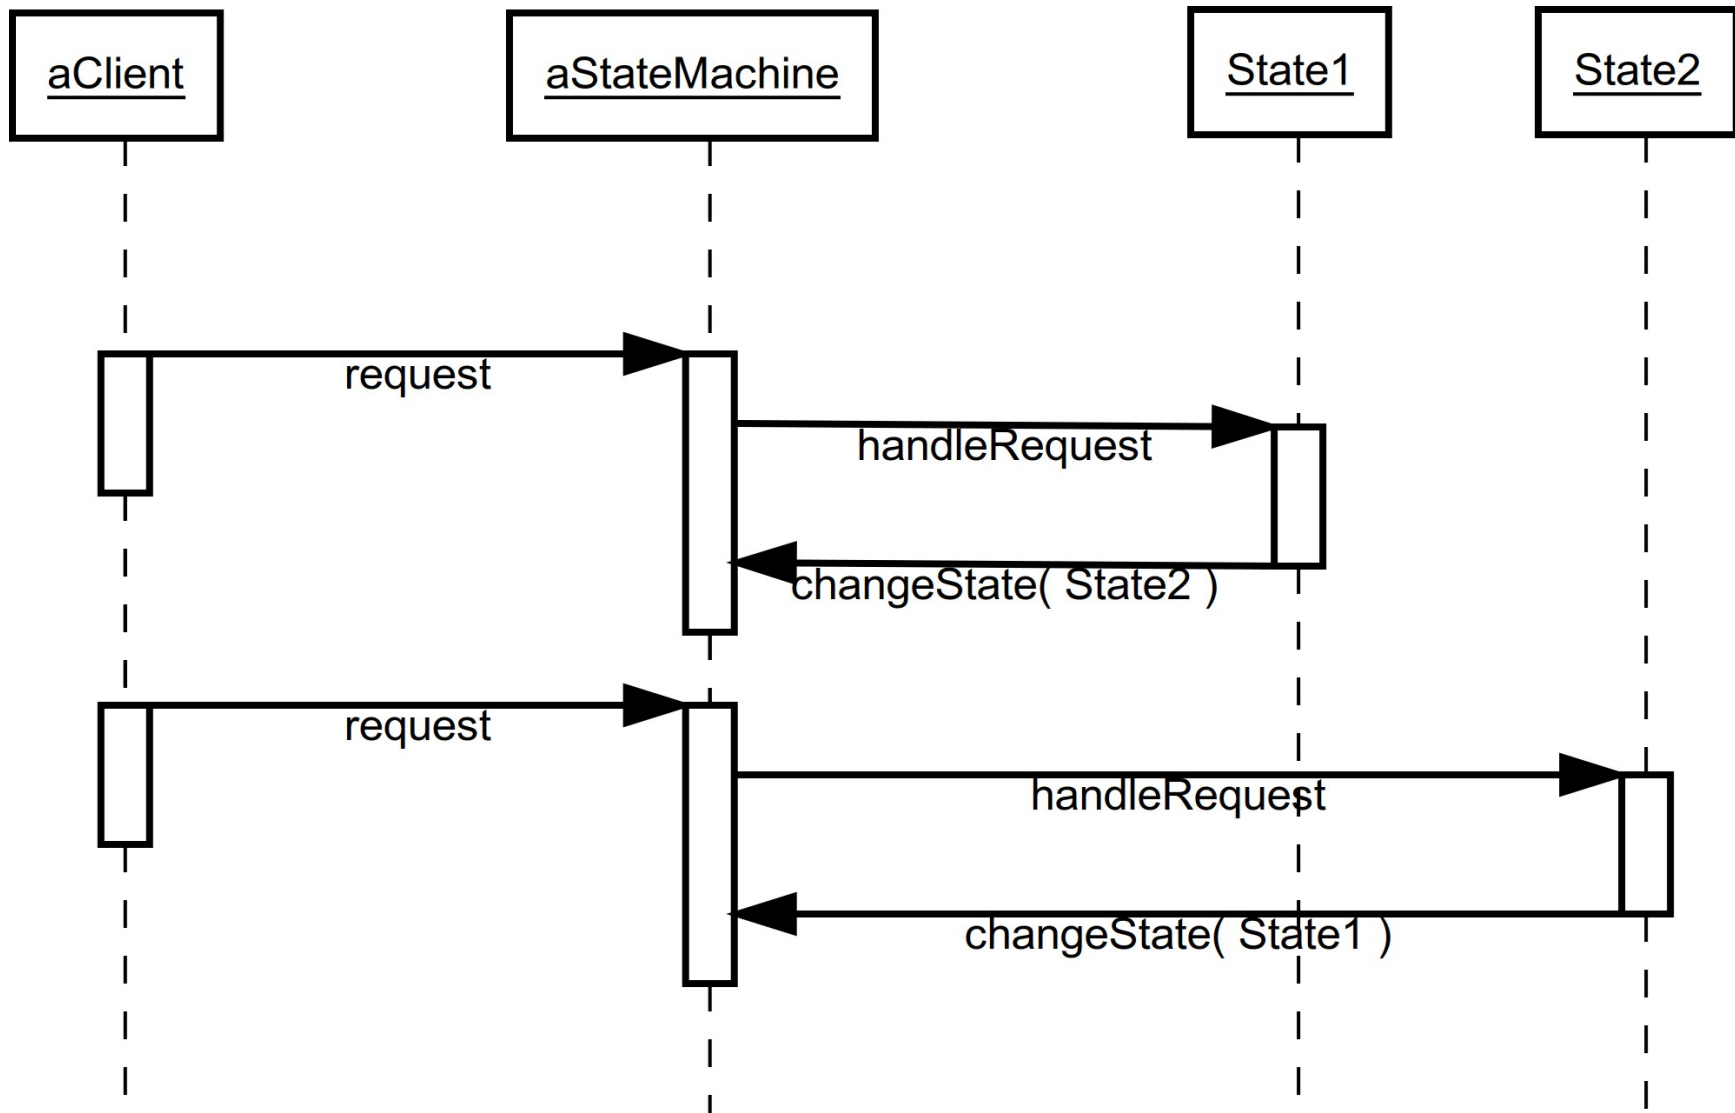 aClient
aStateMachine
State1
State2
request
handleRequest
changeState( State2 )
request
handleRequest
changeState( State1 )